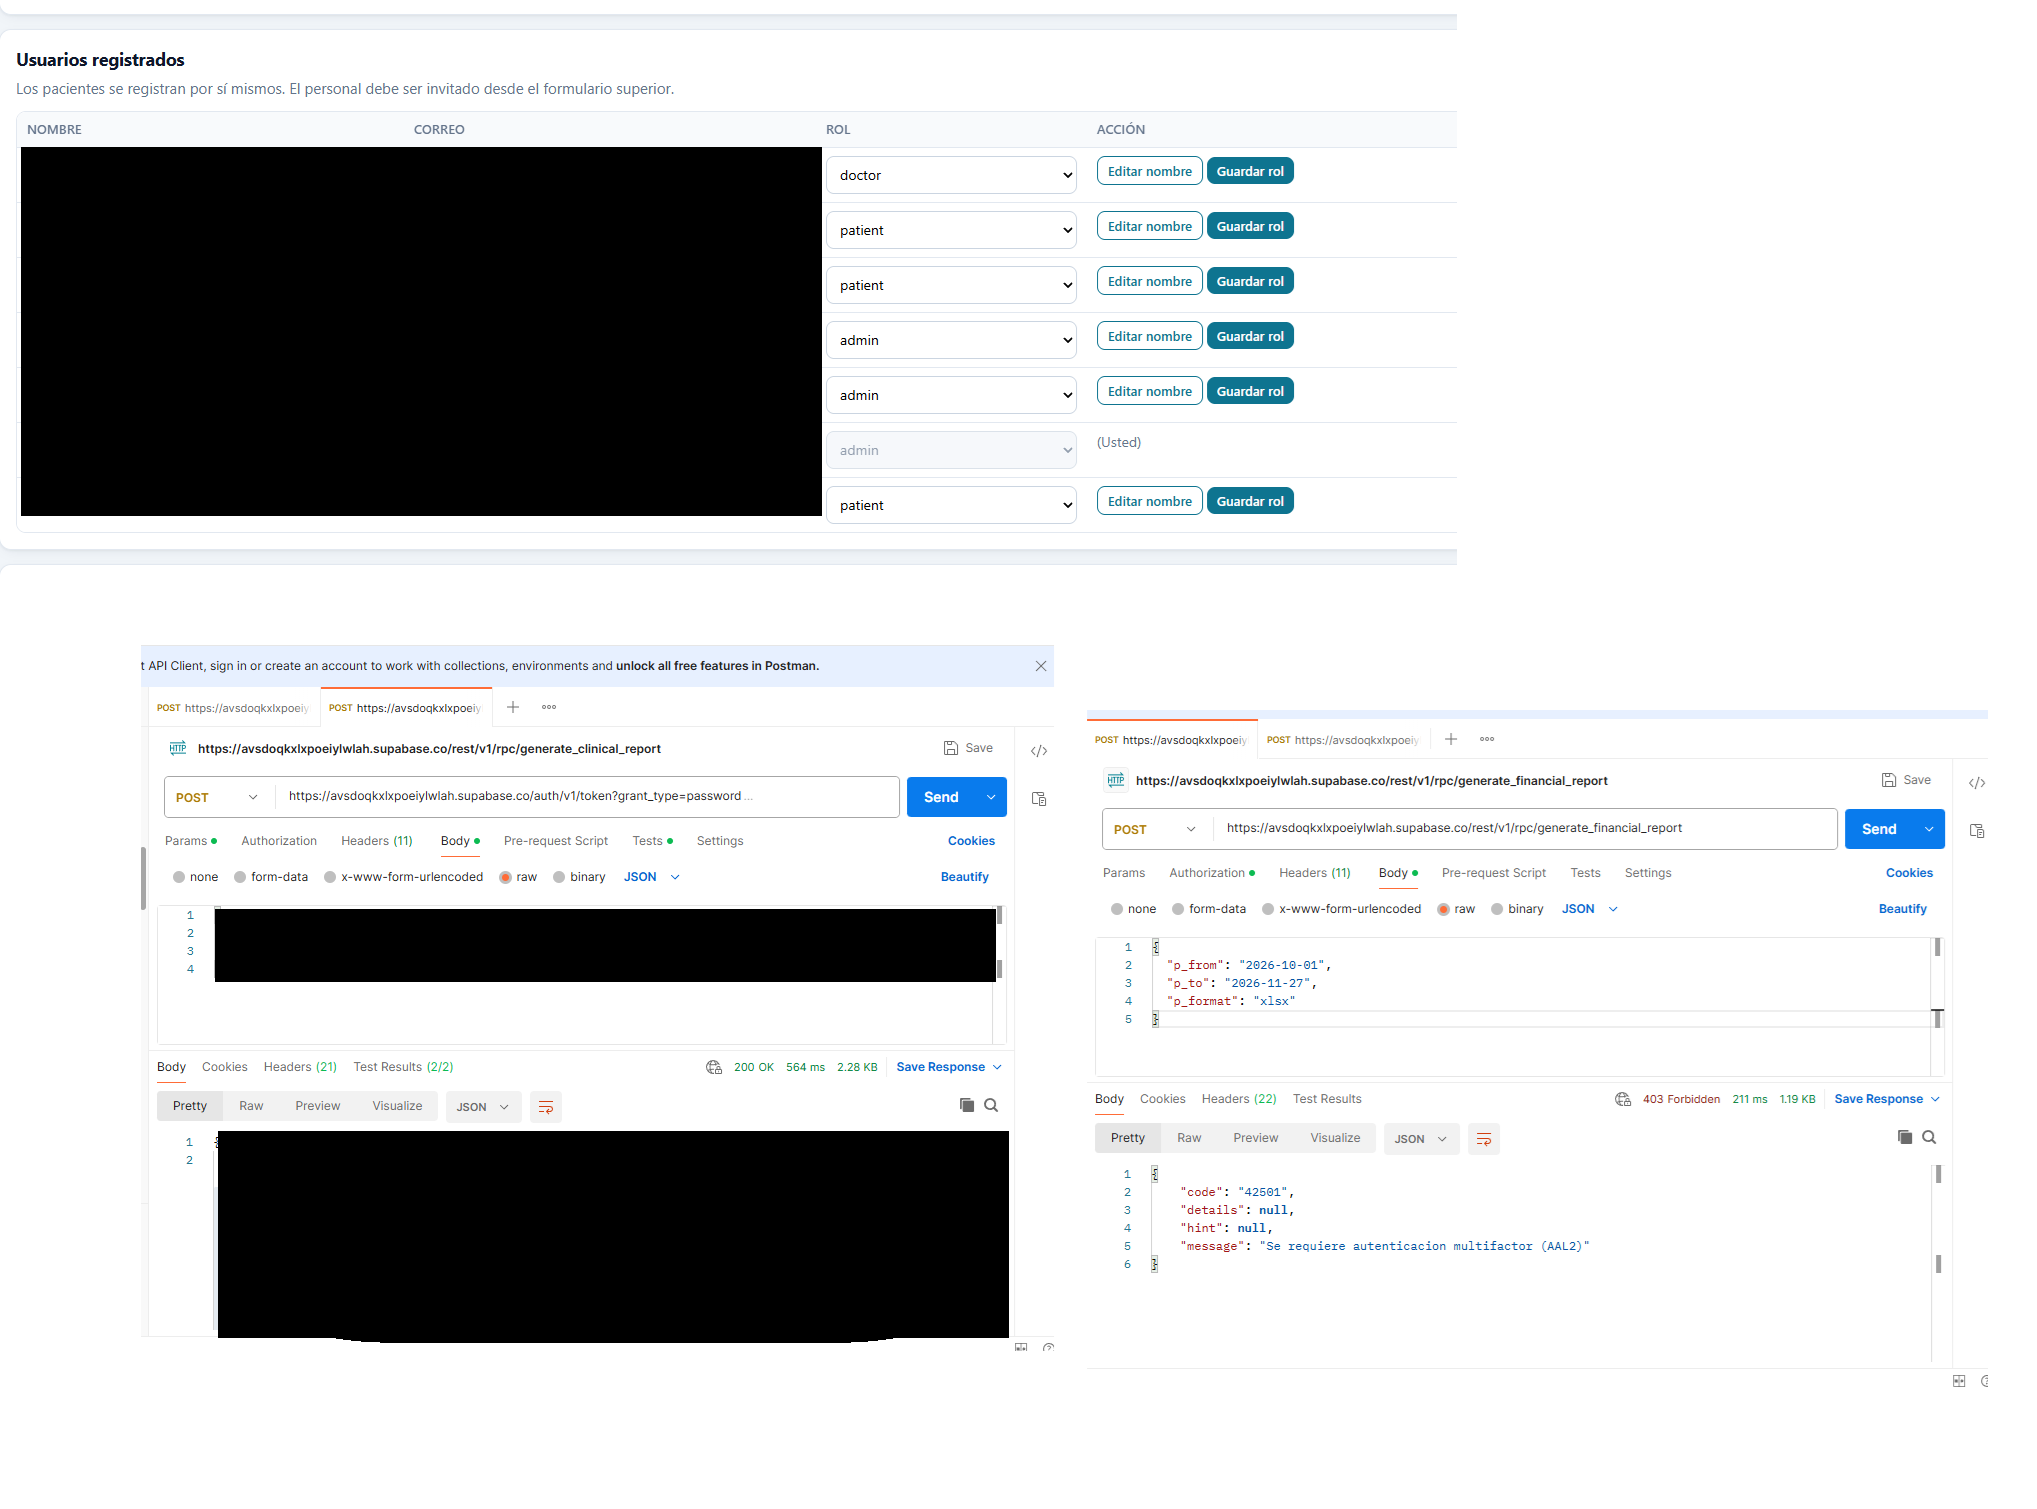 Usuarios registrados
Los pacientes se registran por sí mismos. El personal debe ser invitado desde el formulario superior.
NOMBRE CORREO ROL ACCIÓN
doctor Editar nombre Guardar rol
patient Editar nombre Guardar rol
patient Editar nombre Guardar rol
admin Editar nombre Guardar rol
admin Editar nombre Guardar rol
admin (Usted)
patient Editar nombre Guardar rol
t API Client, sign in or create an account to work with collections, environments and unlock all free features in Postman.
POST https://avsdoqkxlxpoeiy POST https://avsdoqkxlxpoeiy
HTTP https://avsdoqkxlxpoeiylwlah.supabase.co/rest/v1/rpc/generate_clinical_report Save
POST https://avsdoqkxlxpoeiylwlah.supabase.co/auth/v1/token?grant_type=password ... Send
Params Authorization Headers (11) Body Pre-request Script Tests Settings Cookies
none form-data x-www-form-urlencoded raw binary JSON Beautify
1
2
3
4
Body Cookies Headers (21) Test Results (2/2) 200 OK 564 ms 2.28 KB Save Response
Pretty Raw Preview Visualize JSON
1 {
2
POST https://avsdoqkxlxpoeiy POST https://avsdoqkxlxpoeiy
HTTP https://avsdoqkxlxpoeiylwlah.supabase.co/rest/v1/rpc/generate_financial_report Save
POST https://avsdoqkxlxpoeiylwlah.supabase.co/rest/v1/rpc/generate_financial_report Send
Params Authorization Headers (11) Body Pre-request Script Tests Settings Cookies
none form-data x-www-form-urlencoded raw binary JSON Beautify
1 {
2 "p_from": "2026-10-01",
3 "p_to": "2026-11-27",
4 "p_format": "xlsx"
5 }
Body Cookies Headers (22) Test Results 403 Forbidden 211 ms 1.19 KB Save Response
Pretty Raw Preview Visualize JSON
1 {
2 "code": "42501",
3 "details": null,
4 "hint": null,
5 "message": "Se requiere autenticacion multifactor (AAL2)"
6 }